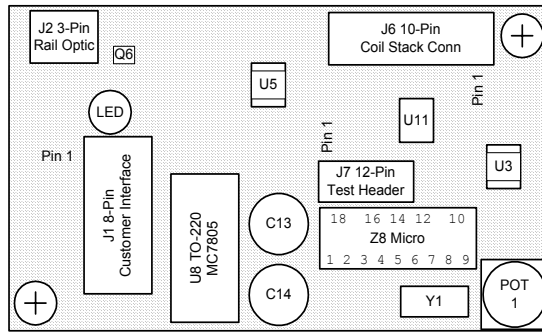 J2 3-Pin
Rail Optic
Q6
J6 10-Pin
Coil Stack Conn
U5
LED
Pin 1
Pin 1
U11
Pin 1
U3
J1 8-Pin
Customer Interface
U8 TO-220
MC7805
C13
J7 12-Pin
Test Header
18 16 14 12 10
Z8 Micro
1 2 3 4 5 6 7 8 9
C14
Y1
POT
1